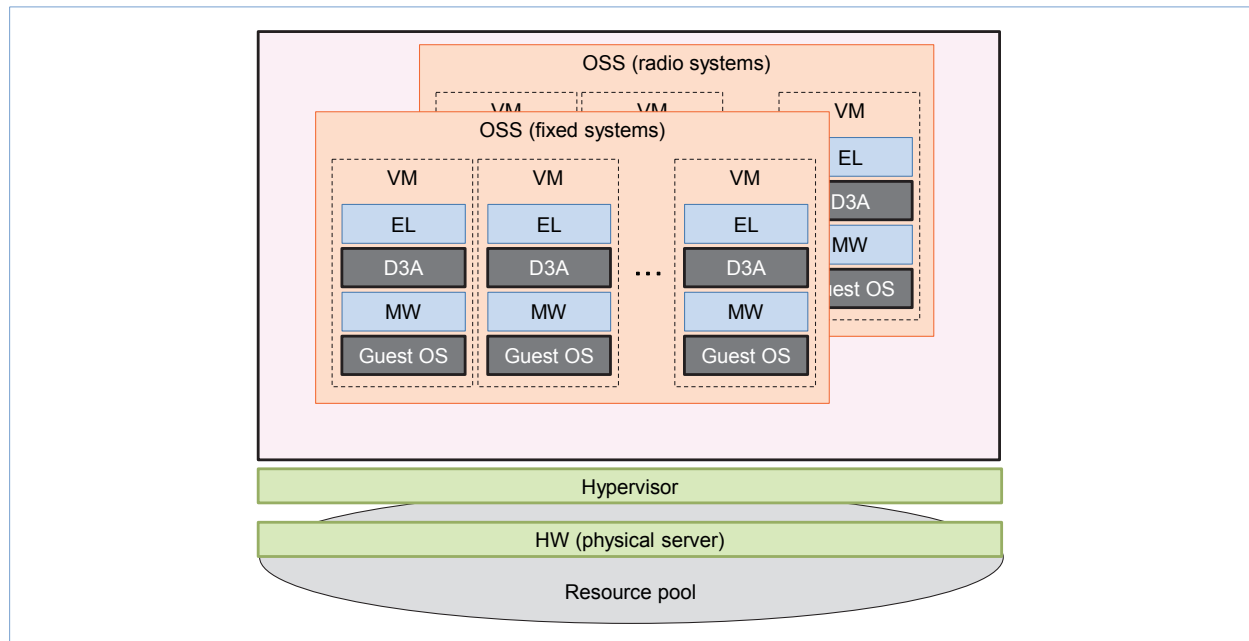 OSS (radio systems)
VM VM VM
EL
D3A
MW
Guest OS
OSS (fixed systems)
VM VM VM
EL EL EL
D3A D3A ... D3A
MW MW MW
Guest OS Guest OS Guest OS
Hypervisor
HW (physical server)
Resource pool